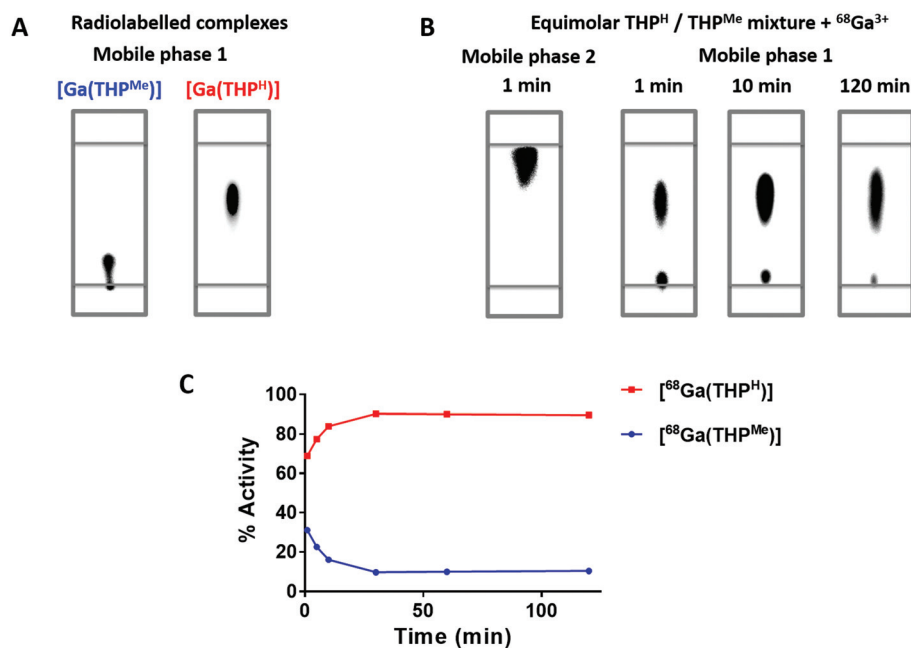 A
Radiolabelled complexes
Mobile phase 1
[Ga(THPᴹᵉ)] [Ga(THPᴴ)]
B
Equimolar THPᴴ / THPᴹᵉ mixture + ⁶⁸Ga³⁺
Mobile phase 2 Mobile phase 1
1 min 1 min 10 min 120 min
C
100
80
60
40
20
0
% Activity
0 50 100
Time (min)
[⁶⁸Ga(THPᴴ)]
[⁶⁸Ga(THPᴹᵉ)]